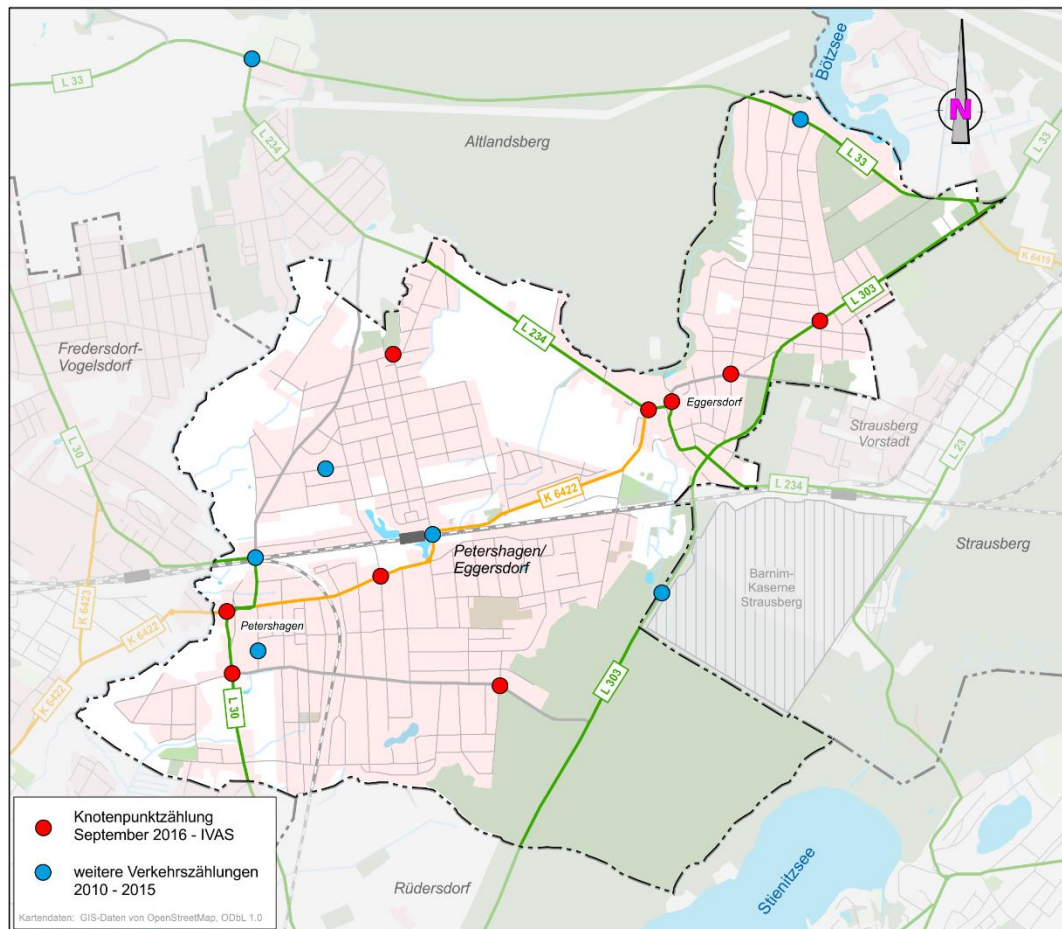 L 33
L 234
Altlandsberg
Bötzsee
N
L 33
L 33
K 6419
L 303
Fredersdorf-
Vogelsdorf
L 234
Eggersdorf
Strausberg
Vorstadt
L 30
L 23
K 6422
L 234
Petershagen/
Eggersdorf
Strausberg
Barnim-
Kaserne
Strausberg
K 6423
K 6422
Petershagen
L 30
L 303
Rüdersdorf
Stienitzsee
Knotenpunktzählung
September 2016 - IVAS
weitere Verkehrszählungen
2010 - 2015
Kartendaten: GIS-Daten von OpenStreetMap, ODbL 1.0